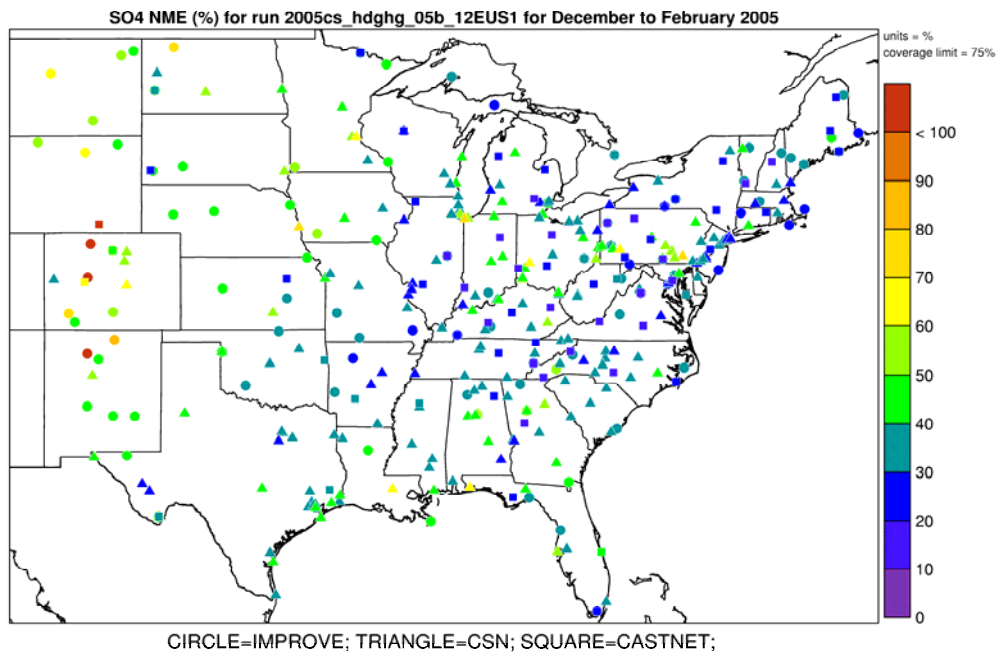 SO4 NME (%) for run 2005cs_hdghg_05b_12EUS1 for December to February 2005
units = %
coverage limit = 75%
< 100
90
80
70
60
50
40
30
20
10
0
CIRCLE=IMPROVE; TRIANGLE=CSN; SQUARE=CASTNET;